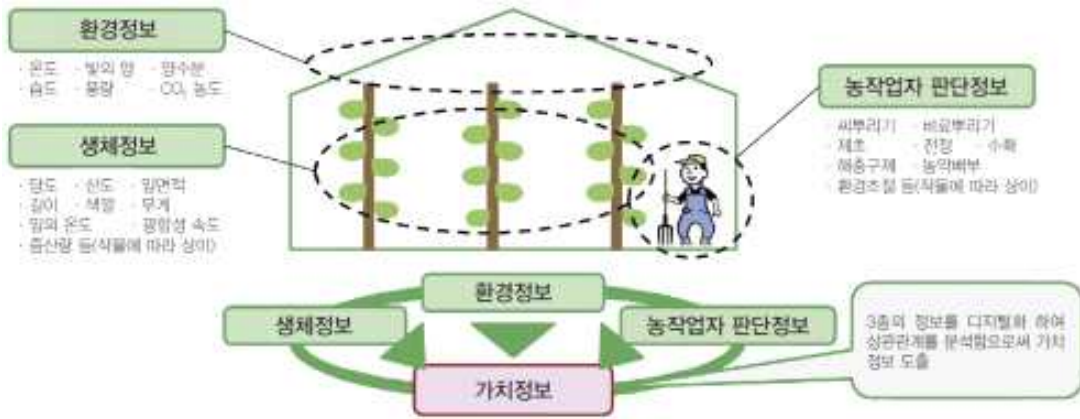 환경정보
· 온도 · 빛의 양 · 양수분
· 습도 · 풍량 · CO₂ 농도
생체정보
· 당도 · 산도 · 잎면적
· 길이 · 색깔 · 무게
· 잎의 온도 · 광합성 속도
· 증산량 등(작물에 따라 상이)
농작업자 판단정보
· 씨뿌리기 · 비료뿌리기
· 제초 · 전정 · 수확
· 해충구제 · 농약배부
· 환경조절 등(작물에 따라 상이)
환경정보
생체정보
농작업자 판단정보
가치정보
3종의 정보를 디지털화 하여
상관관계를 분석함으로써 가치
정보 도출